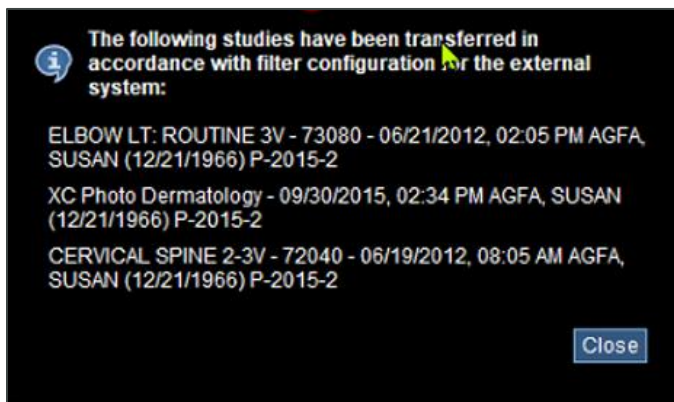 The following studies have been transferred in
accordance with filter configuration for the external
system:
ELBOW LT: ROUTINE 3V - 73080 - 06/21/2012, 02:05 PM AGFA,
SUSAN (12/21/1966) P-2015-2
XC Photo Dermatology - 09/30/2015, 02:34 PM AGFA, SUSAN
(12/21/1966) P-2015-2
CERVICAL SPINE 2-3V - 72040 - 06/19/2012, 08:05 AM AGFA,
SUSAN (12/21/1966) P-2015-2
Close